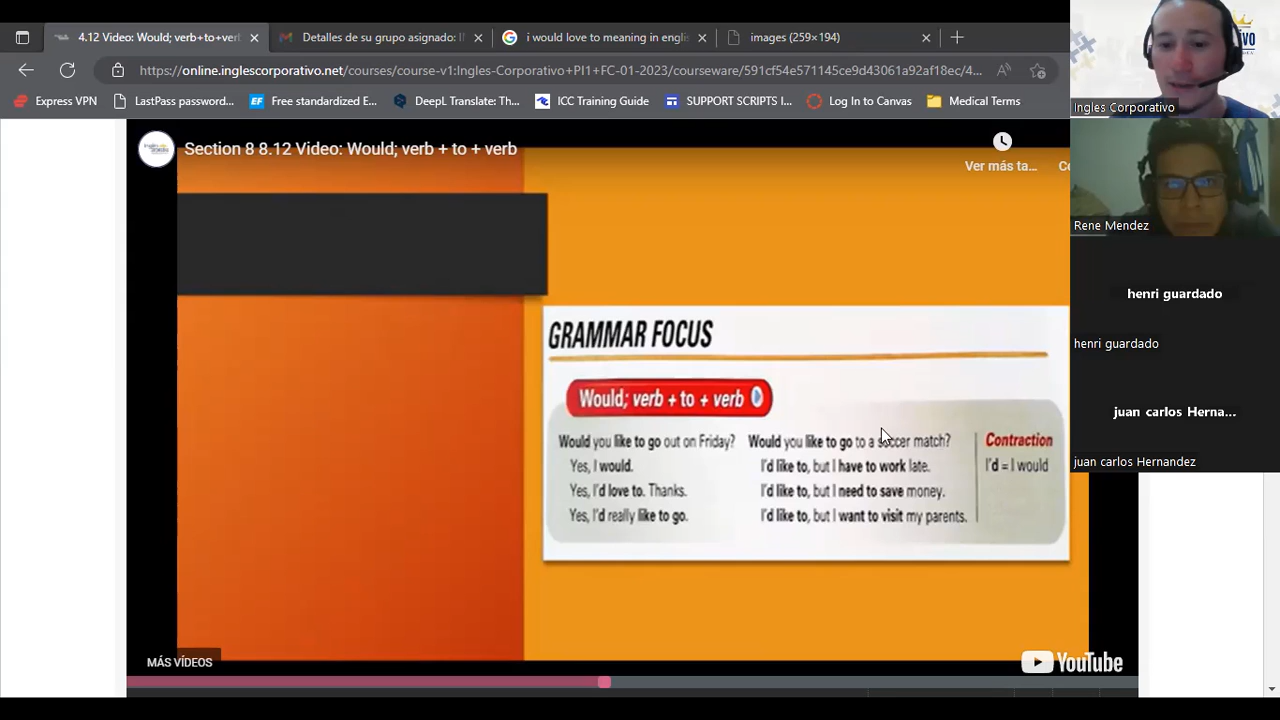 4.12 Video: Would; verb+to+ver
Detalles de su grupo asignado: I
i would love to meaning in engli
images (259×194)
https://online.inglescorporativo.net/courses/course-v1:Ingles-Corporativo+PI1+FC-01-2023/courseware/591cf54e571145ce9d43061a92af18ec/4...
Express VPN
LastPass password...
EF
Free standardized E...
DeepL Translate: Th...
ICC Training Guide
SUPPORT SCRIPTS I...
Log In to Canvas
Medical Terms
Section 8 8.12 Video: Would; verb + to + verb
Ver más ta...
GRAMMAR FOCUS
Would; verb + to + verb
Would you like to go out on Friday?
Yes, I would.
Yes, I'd love to. Thanks.
Yes, I'd really like to go.
Would you like to go to a soccer match?
I'd like to, but I have to work late.
I'd like to, but I need to save money.
I'd like to, but I want to visit my parents.
Contraction
I'd = I would
MÁS VÍDEOS
YouTube
Ingles Corporativo
Rene Mendez
henri guardado
henri guardado
juan carlos Herna...
juan carlos Hernandez